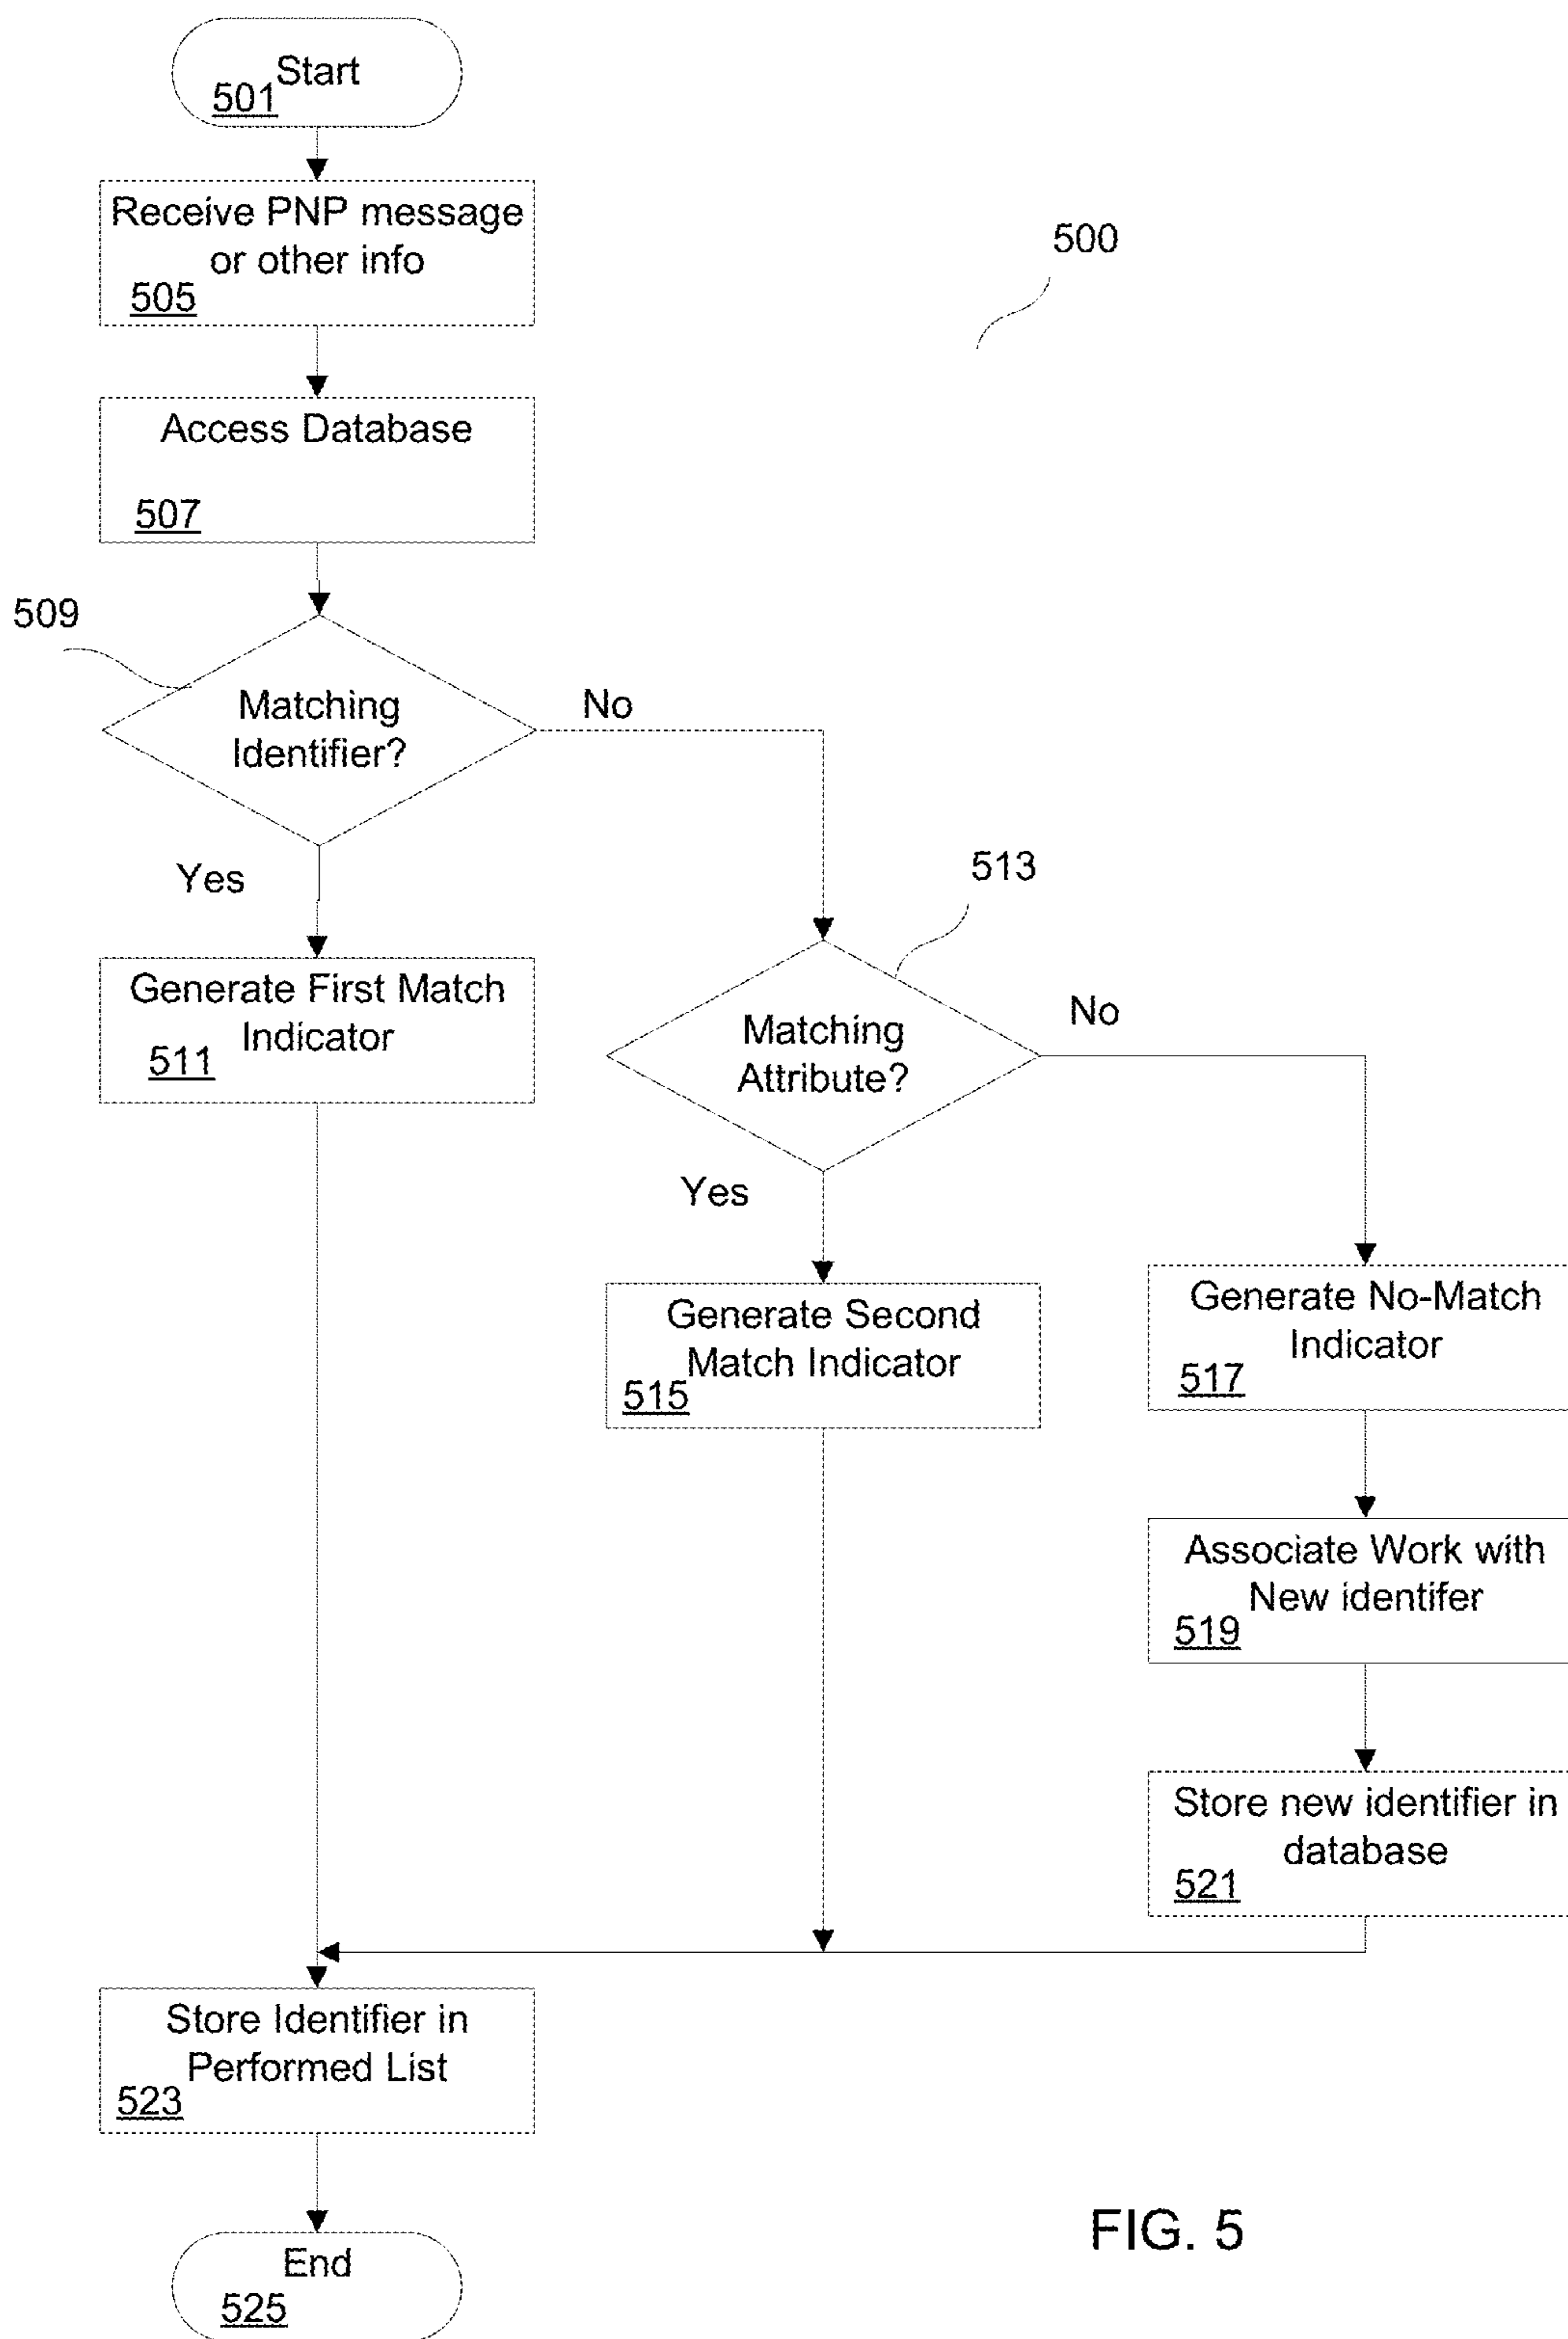 Start
501
Receive PNP message
or other info
505
500
Access Database
507
509
Matching
Identifier?
No
Yes
513
Generate First Match
Indicator
511
Matching
Attribute?
No
Yes
Generate Second
Match Indicator
515
Generate No-Match
Indicator
517
Associate Work with
New identifer
519
Store new identifier in
database
521
Store Identifier in
Performed List
523
End
525
FIG. 5